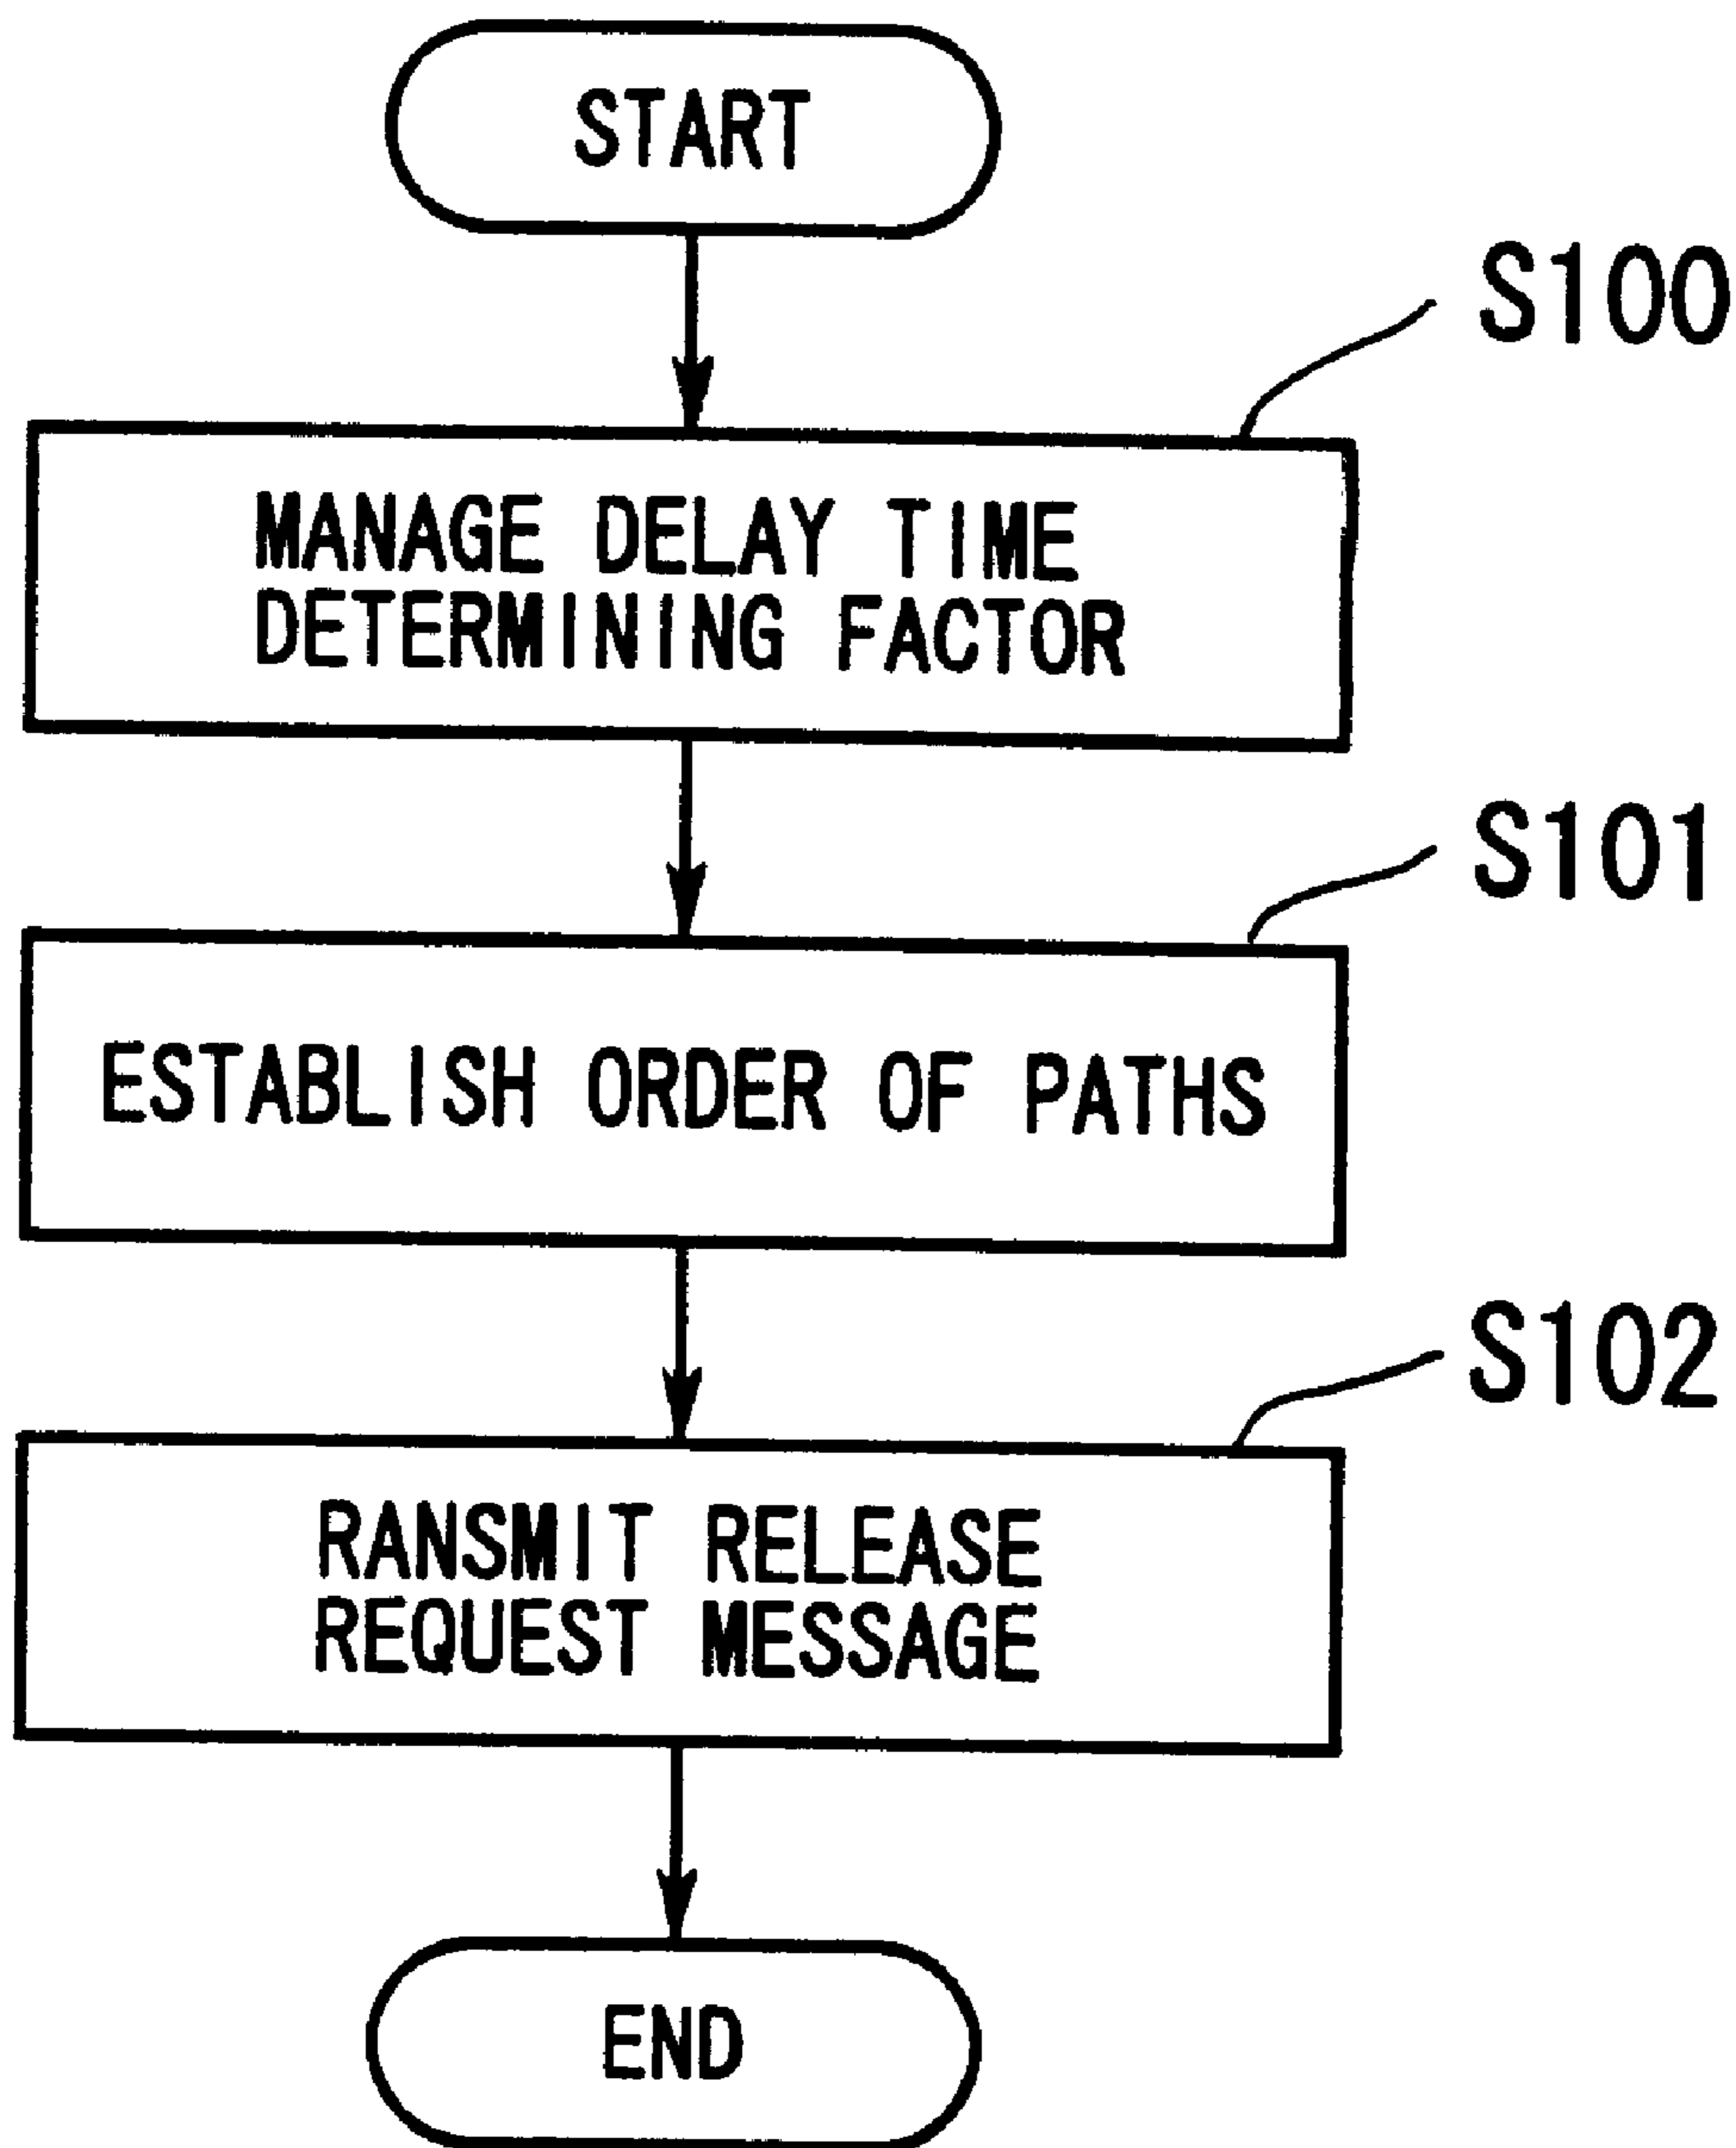 START
S100
MANAGE DELAY TIME
DETERMINING FACTOR
S101
ESTABLISH ORDER OF PATHS
S102
RANSMIT RELEASE
REQUEST MESSAGE
END